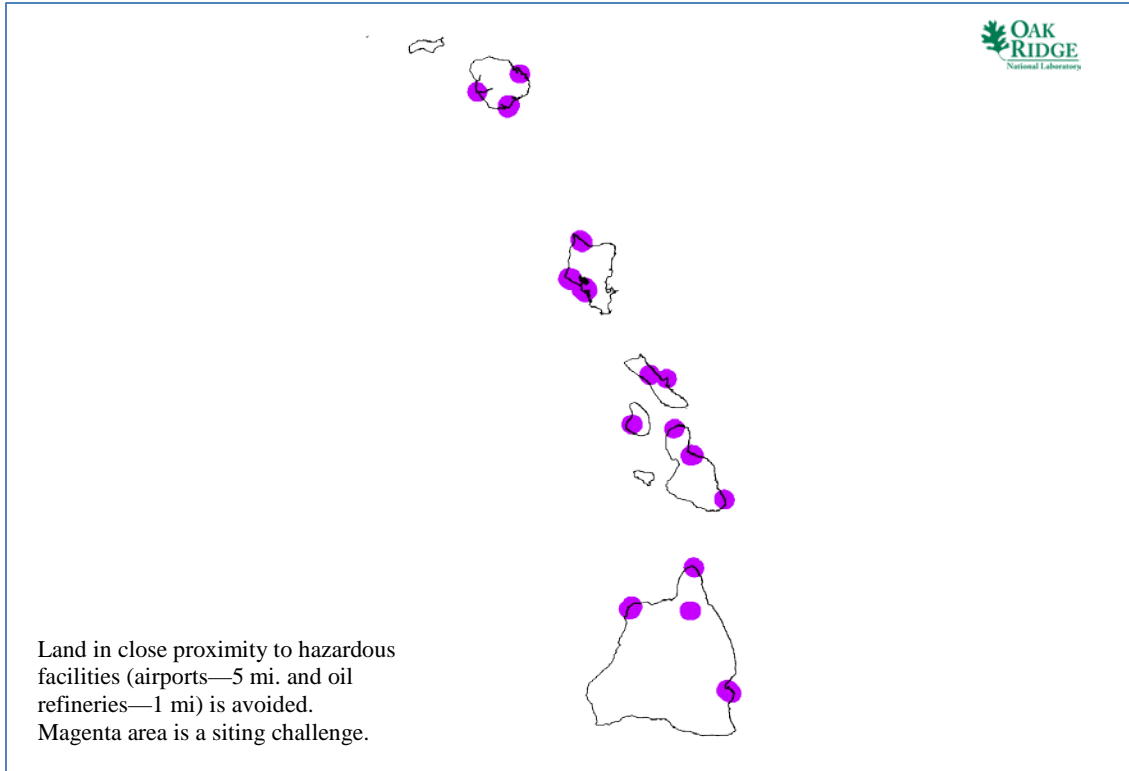 OAK
RIDGE
National Laboratory
Land in close proximity to hazardous
facilities (airports—5 mi. and oil
refineries—1 mi) is avoided.
Magenta area is a siting challenge.